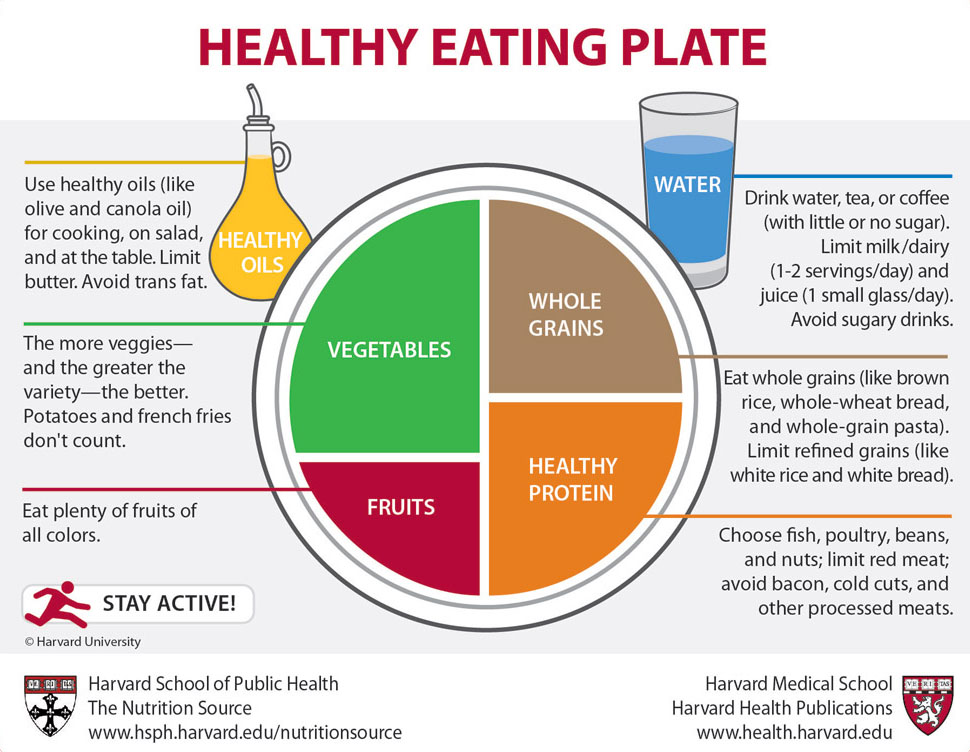 HEALTHY EATING PLATE
HEALTHY
OILS
Use healthy oils (like
olive and canola oil)
for cooking, on salad,
and at the table. Limit
butter. Avoid trans fat.
The more veggies—
and the greater the
variety—the better.
Potatoes and french fries
don't count.
Eat plenty of fruits of
all colors.
VEGETABLES
FRUITS
WHOLE
GRAINS
HEALTHY
PROTEIN
WATER
Drink water, tea, or coffee
(with little or no sugar).
Limit milk/dairy
(1-2 servings/day) and
juice (1 small glass/day).
Avoid sugary drinks.
Eat whole grains (like brown
rice, whole-wheat bread,
and whole-grain pasta).
Limit refined grains (like
white rice and white bread).
Choose fish, poultry, beans,
and nuts; limit red meat;
avoid bacon, cold cuts, and
other processed meats.
STAY ACTIVE!
© Harvard University
Harvard School of Public Health
The Nutrition Source
www.hsph.harvard.edu/nutritionsource
Harvard Medical School
Harvard Health Publications
www.health.harvard.edu
VE RI TAS